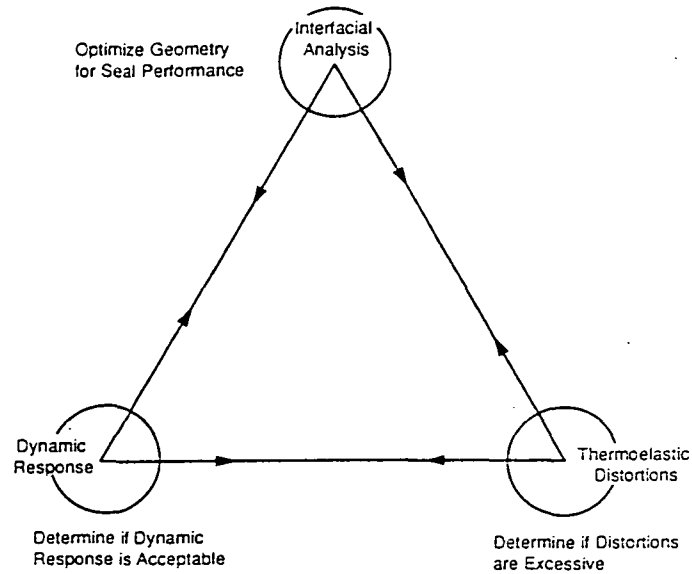 Interfacial
Analysis
Optimize Geometry
for Seal Performance
Dynamic
Response
Thermoelastic
Distortions
Determine if Dynamic
Response is Acceptable
Determine if Distortions
are Excessive